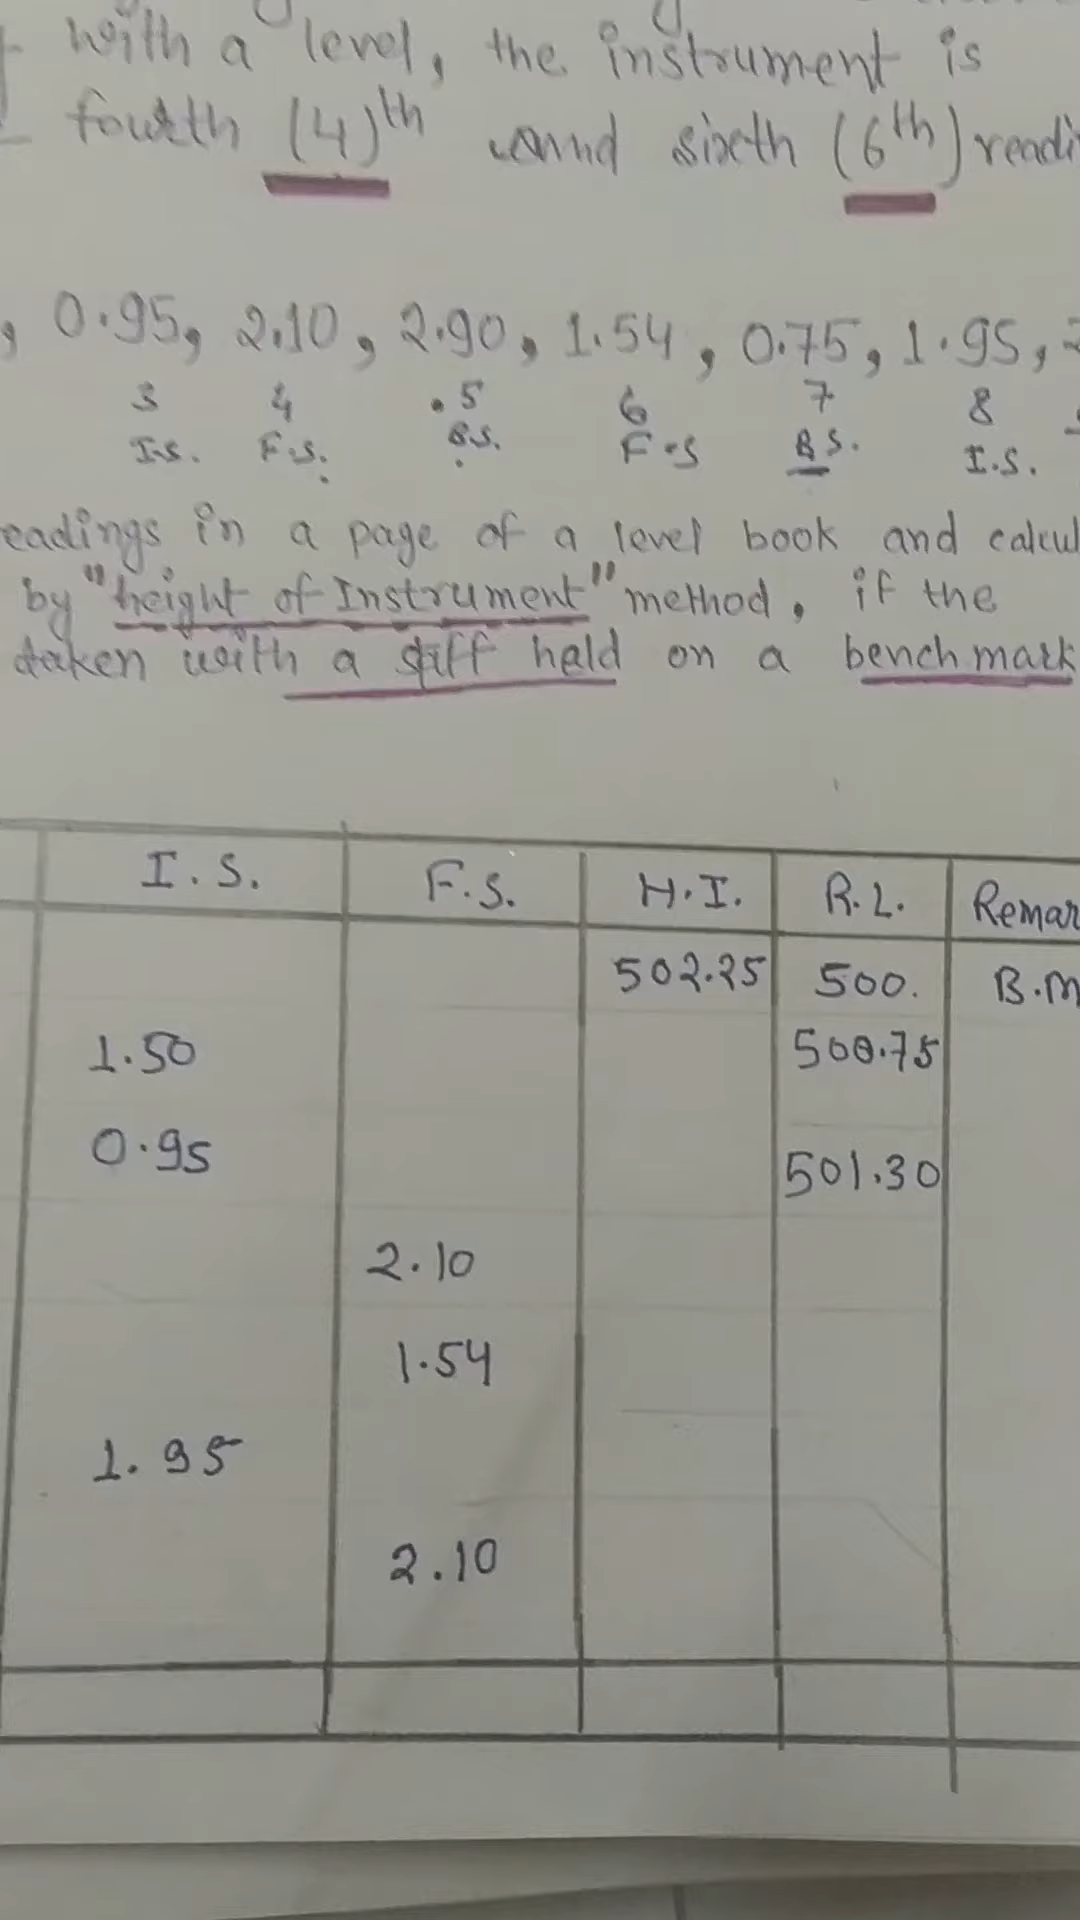 with a level, the instrument is
fourth (4)th and sixth (6th) readi
, 0.95, 2.10, 2.90, 1.54, 0.75, 1.95,
3 4 5 6 7 8
I.S. F.S. B.S. F.S B.S. I.S.
eadings in a page of a level book and calcul
by "height of Instrument" method, if the
taken with a staff held on a benchmark
I.S. F.S. H.I. R.L. Remar
502.25 500. B.M
1.50 500.75
0.95 501.30
2.10
1.54
1.95
2.10